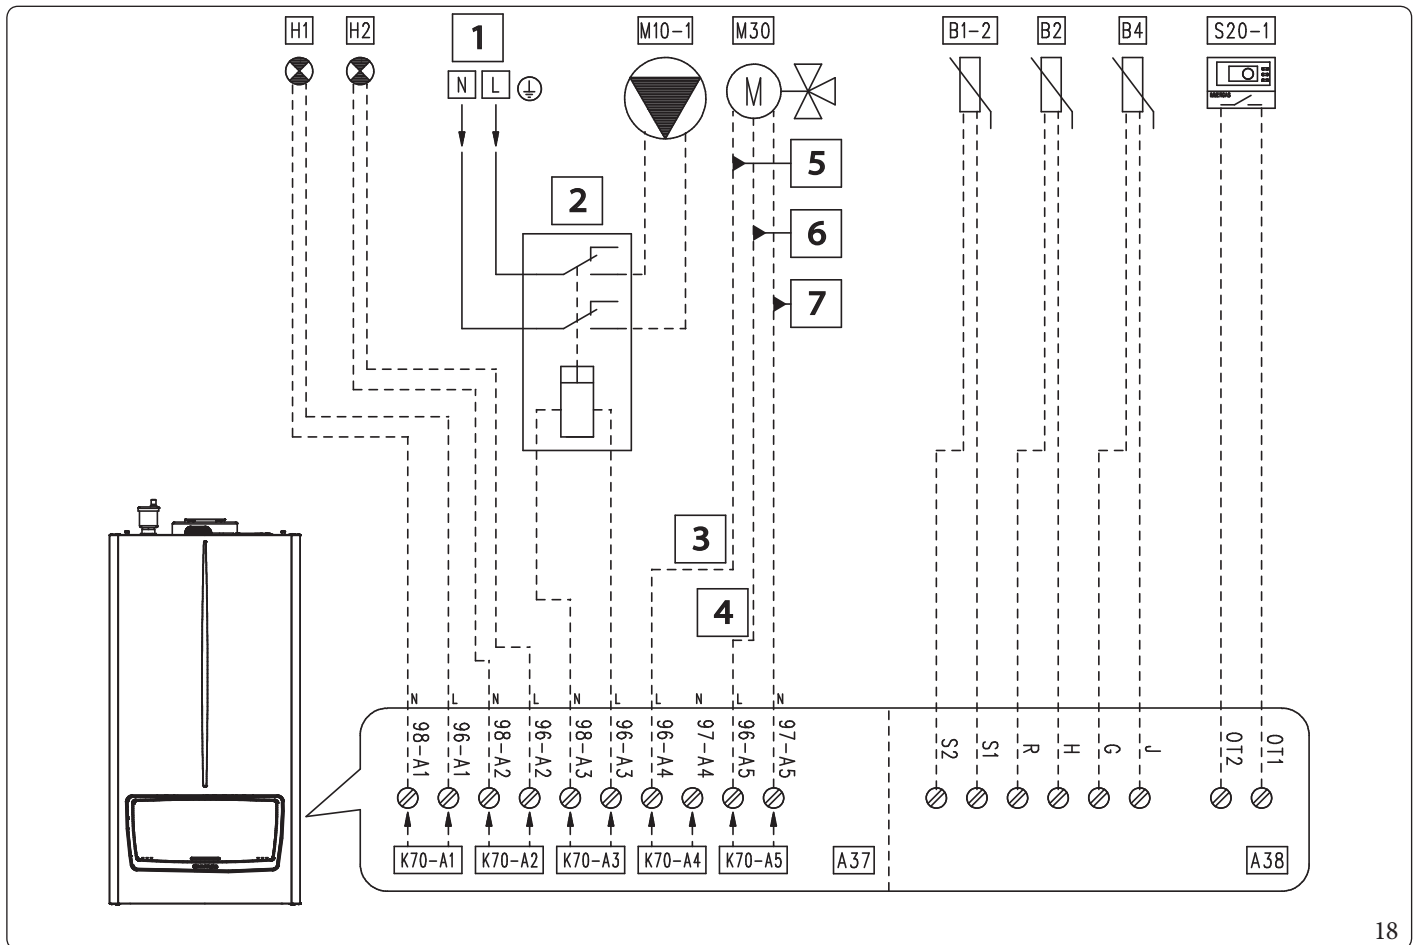 H1 H2 1 M10-1 M30 B1-2 B2 B4 S20-1
N L M
5
2
6
7
3
4
N L N L N L L N L N
98-A1 96-A1 98-A2 96-A2 98-A3 96-A3 96-A4 97-A4 96-A5 97-A5 S2 S1 R H G J OT2 OT1
K70-A1 K70-A2 K70-A3 K70-A4 K70-A5 A37 A38
18